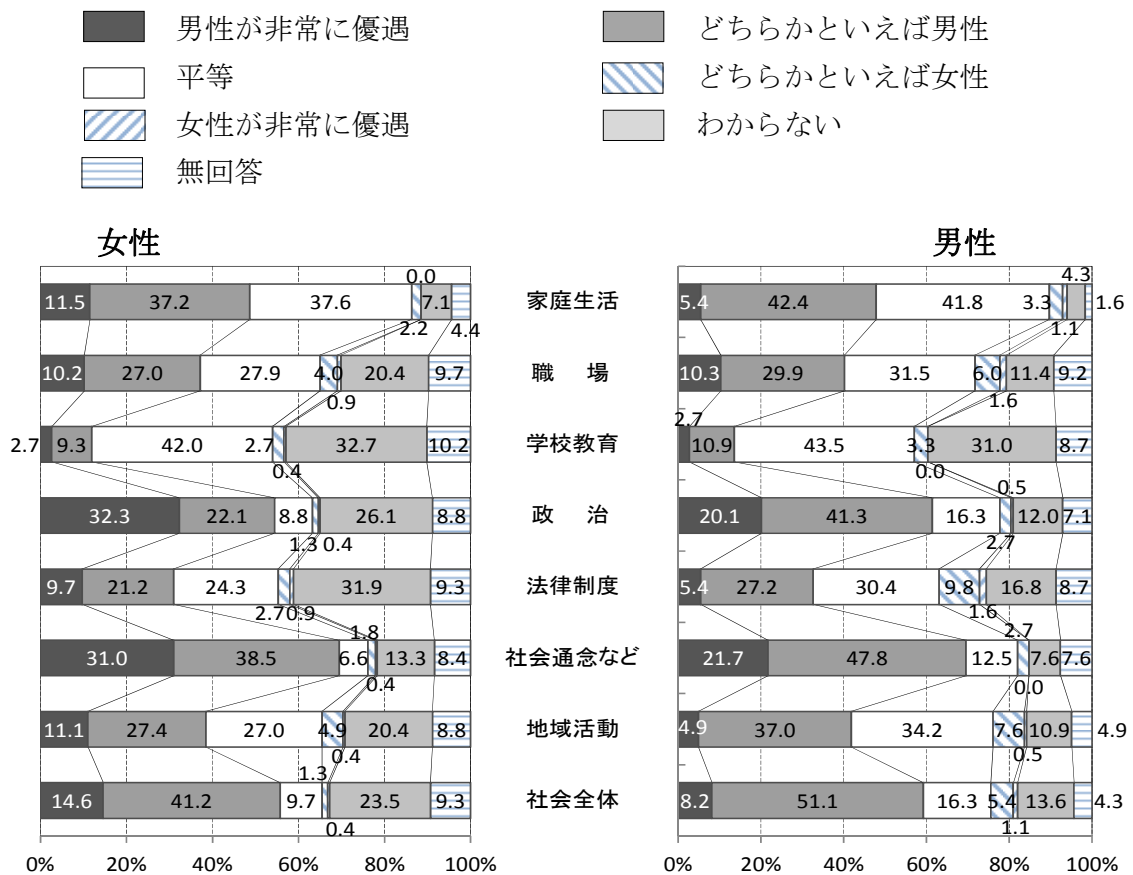 男性が非常に優遇 どちらかといえば男性
平等 どちらかといえば女性
女性が非常に優遇 わからない
無回答
女性 男性
0.0 4.3
11.5 37.2 37.6 7.1 家庭生活 5.4 42.4 41.8 3.3 1.6
2.2 4.4 1.1
10.2 27.0 27.9 4.0 20.4 9.7 職 場 10.3 29.9 31.5 6.0 11.4 9.2
0.9 1.6
2.7
2.7 9.3 42.0 2.7 32.7 10.2 学校教育 10.9 43.5 3.3 31.0 8.7
0.4 0.0
0.5
32.3 22.1 8.8 26.1 8.8 政 治 20.1 41.3 16.3 12.0 7.1
1.3 0.4 2.7
9.7 21.2 24.3 31.9 9.3 法律制度 5.4 27.2 30.4 9.8 16.8 8.7
2.7 0.9 1.6
1.8 2.7
31.0 38.5 6.6 13.3 8.4 社会通念など 21.7 47.8 12.5 7.6 7.6
0.4 0.0
11.1 27.4 27.0 4.9 20.4 8.8 地域活動 4.9 37.0 34.2 7.6 10.9 4.9
0.4 0.5
1.3
14.6 41.2 9.7 23.5 9.3 社会全体 8.2 51.1 16.3 5.4 13.6 4.3
0.4 1.1
0% 20% 40% 60% 80% 100% 0% 20% 40% 60% 80% 100%